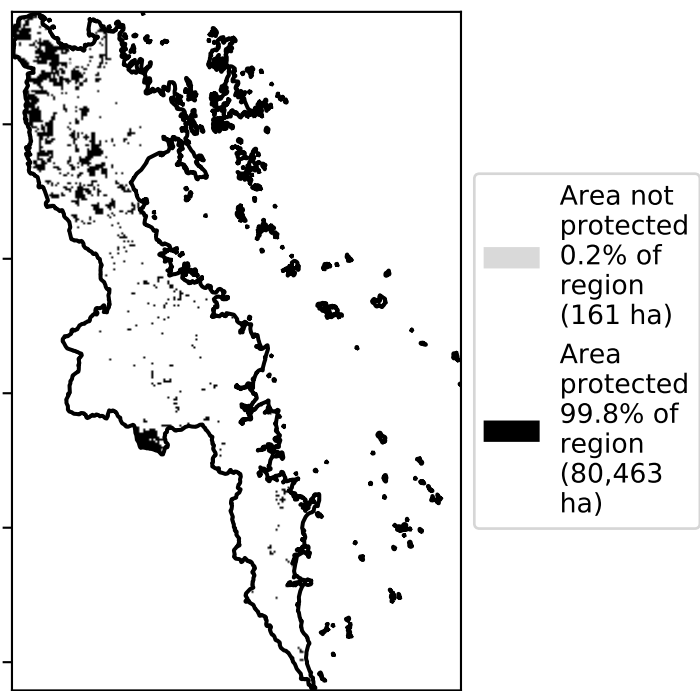 Area not
protected
0.2% of
region
(161 ha)
Area
protected
99.8% of
region
(80,463
ha)